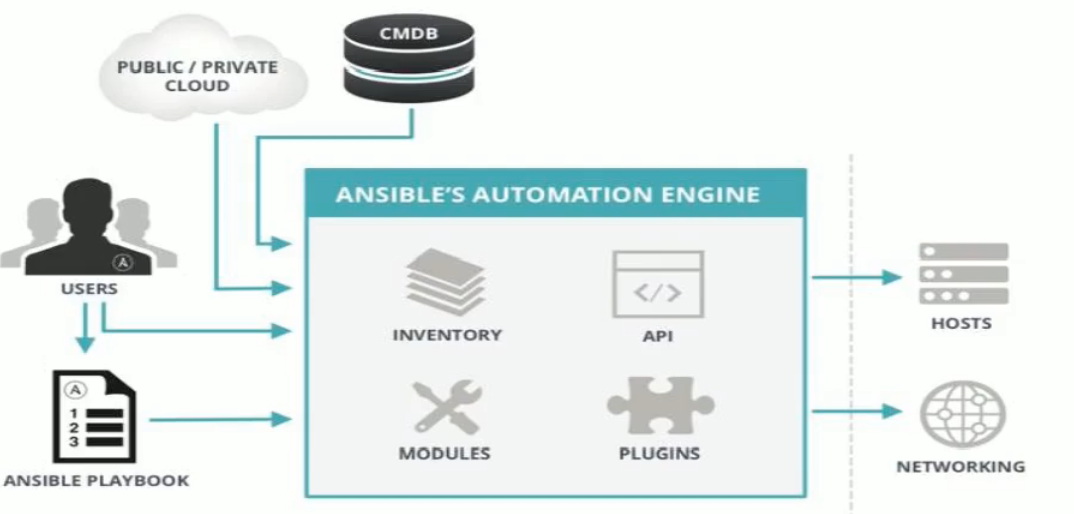 CMDB
PUBLIC / PRIVATE
CLOUD
ANSIBLE'S AUTOMATION ENGINE
A
USERS
INVENTORY
</>
API
HOSTS
A
1
2
3
MODULES
PLUGINS
NETWORKING
ANSIBLE PLAYBOOK